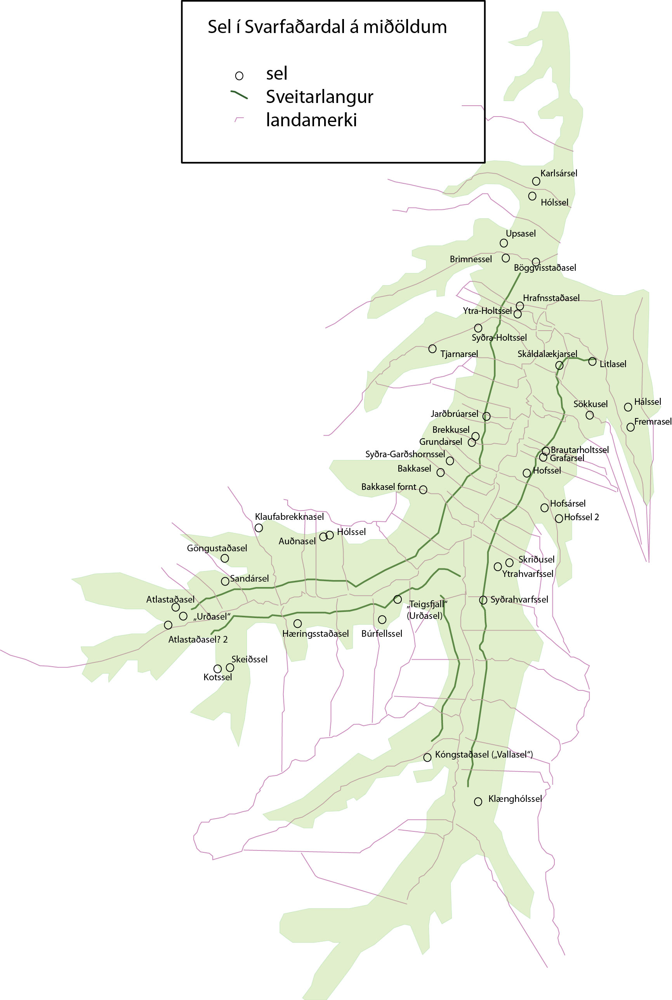 Sel í Svarfaðardal á miðöldum
sel
Sveitarlangur
landamerki
Karlsársel
Hólssel
Upsasel
Brimnessel
Böggvisstaðasel
Hrafnsstaðasel
Ytra-Holtssel
Syðra-Holtssel
Tjarnarsel
Skáldalækjarsel
Litlasel
Hálssel
Sökkusel
Jarðbrúarsel
Fremrasel
Brekkusel
Grundarsel
Brautarholtssel
Syðra-Garðshornssel
Grafarsel
Bakkasel
Hofssel
Bakkasel fornt
Hofsársel
Klaufabrekknasel
Hofssel 2
Hólssel
Auðnasel
Göngustaðasel
Skriðusel
Ytrahvarfssel
Sandársel
Atlastaðasel
Syðrahvarfssel
„Teigsfjall“
(Urðasel)
„Urðasel“
Hæringsstaðasel
Búrfellssel
Atlastaðasel? 2
Skeiðssel
Kotssel
Kóngstaðasel („Vallasel“)
Klænghólssel